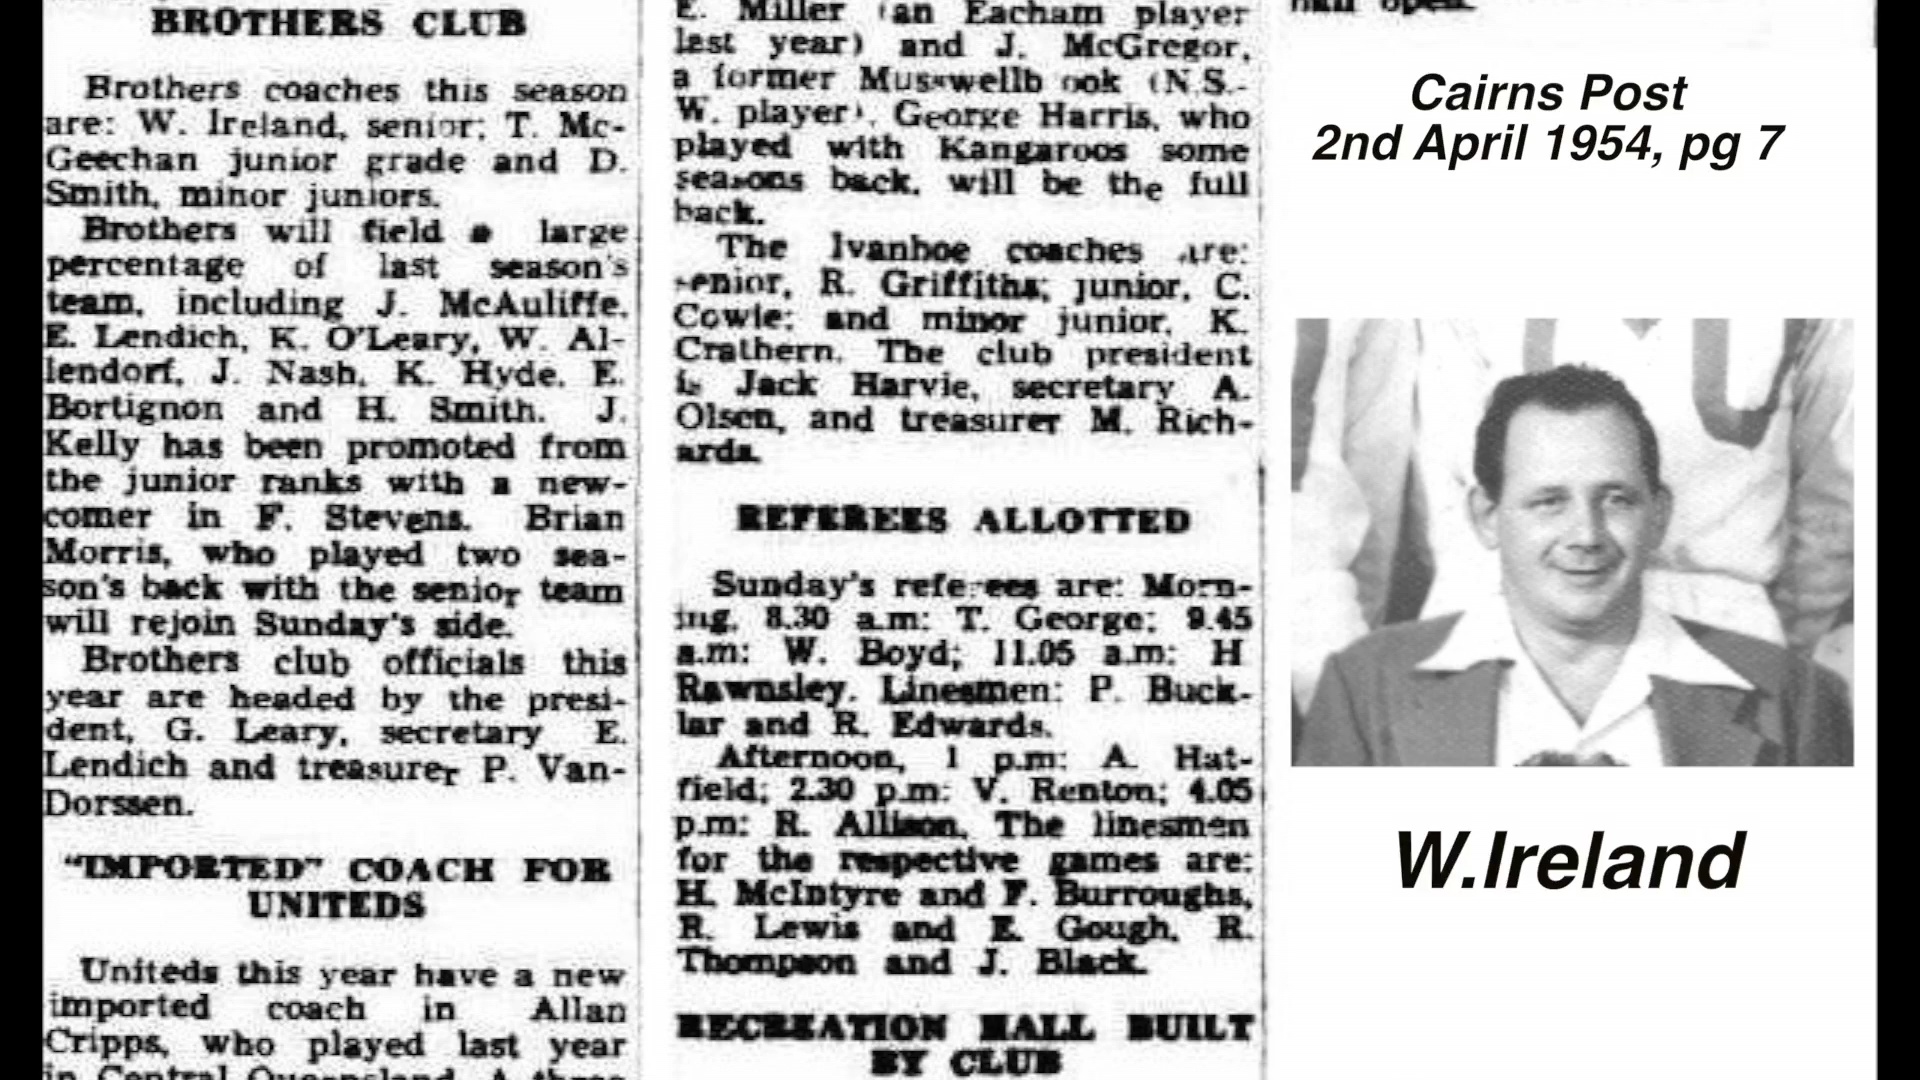 BROTHERS CLUB
Brothers coaches this season
are: W. Ireland, senior; T. Mc-
Geechan junior grade and D.
Smith, minor juniors.
Brothers will field a large
percentage of last season's
team, including J. McAuliffe,
E. Lendich, K. O'Leary, W. Al-
lendorf, J. Nash, K. Hyde, E.
Bortignon and H. Smith. J.
Kelly has been promoted from
the junior ranks with a new-
comer in F. Stevens. Brian
Morris, who played two sea-
son's back with the senior team
will rejoin Sunday's side.
Brothers club officials this
year are headed by the presi-
dent, G. Leary, secretary E.
Lendich and treasurer P. Van-
Dorssen.
"IMPORTED" COACH FOR
UNITEDS
Uniteds this year have a new
imported coach in Allan
Cripps, who played last year
in Central Queensland. A three
E. Miller (an Eacham player
last year) and J. McGregor,
a former Musswellb ook (N.S.-
W. player). George Harris, who
played with Kangaroos some
seasons back, will be the full
back.
The Ivanhoe coaches are:
senior, R. Griffiths; junior, C.
Cowie; and minor junior, K.
Crathern. The club president
is Jack Harvie, secretary A.
Olsen, and treasurer M. Rich-
ards.
REFEREES ALLOTTED
Sunday's referees are: Morn-
ing, 8.30 a.m: T. George; 9.45
a.m: W. Boyd; 11.05 a.m: H
Rawnsley. Linesmen: P. Buck-
lar and R. Edwards.
Afternoon, 1 p.m: A. Hat-
field; 2.30 p.m: V. Renton; 4.05
p.m: R. Allison. The linesmen
for the respective games are:
H. McIntyre and F. Burroughs,
R. Lewis and E. Gough, R.
Thompson and J. Black.
RECREATION HALL BUILT
BY CLUB
open.
Cairns Post
2nd April 1954, pg 7
W.Ireland